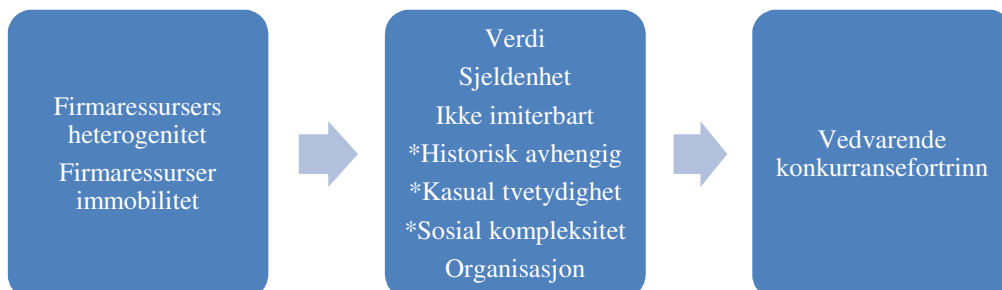 Firmaressursers
heterogenitet
Firmaressurser
immobilitet
Verdi
Sjeldenhet
Ikke imiterbart
*Historisk avhengig
*Kasual tvetydighet
*Sosial kompleksitet
Organisasjon
Vedvarende
konkurransefortrinn